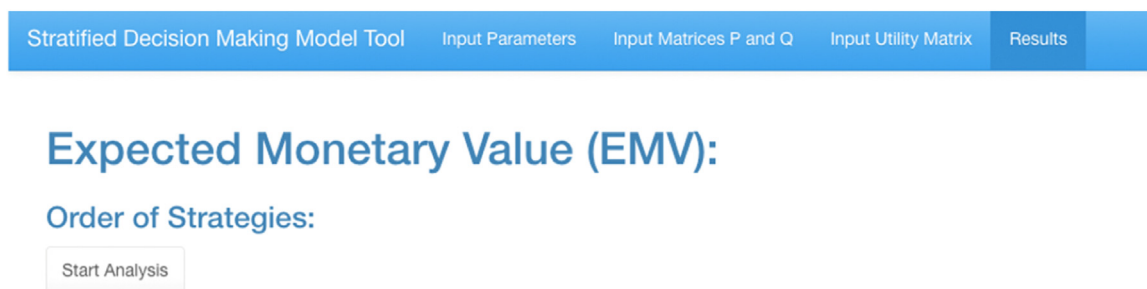 Stratified Decision Making Model Tool Input Parameters Input Matrices P and Q Input Utility Matrix Results
Expected Monetary Value (EMV):
Order of Strategies:
Start Analysis